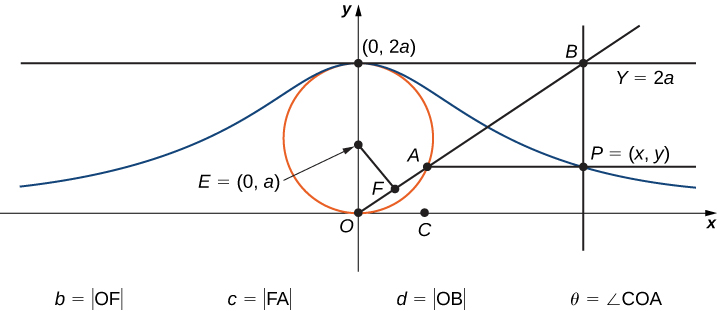 y
(0, 2a)
B
Y = 2a
A
P = (x, y)
E = (0, a)
F
O
C
x
b = |OF|
c = |FA|
d = |OB|
θ = ∠COA